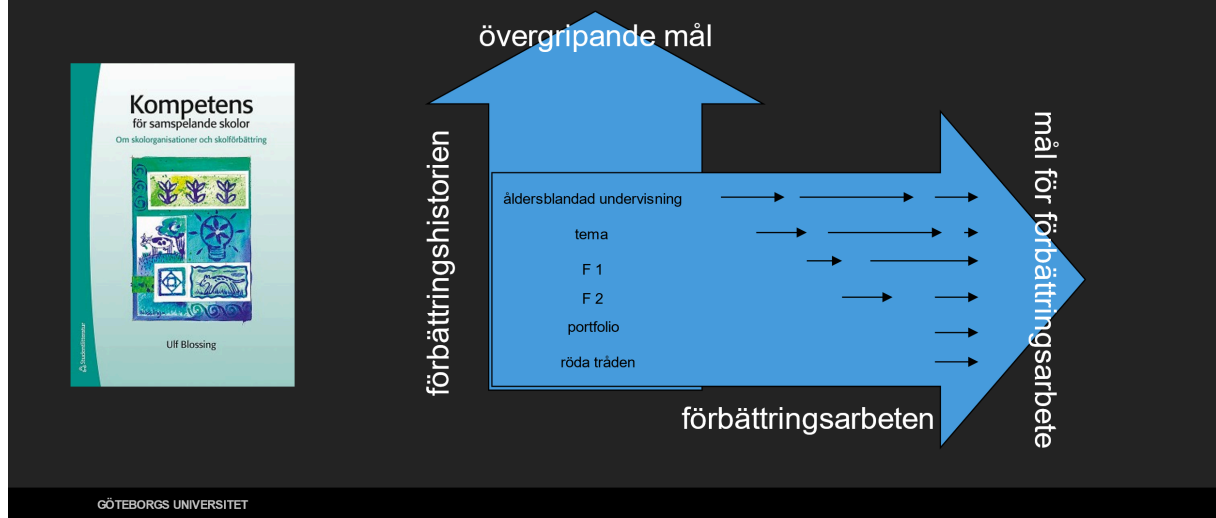 övergripande mål
Kompetens
för samspelande skolor
Om skolorganisationer och skolförbättring
Studentlitteratur
Ulf Blossing
förbättringshistorien
åldersblandad undervisning
tema
F 1
F 2
portfolio
röda tråden
mål för förbättringsarbete
förbättringsarbeten
GÖTEBORGS UNIVERSITET